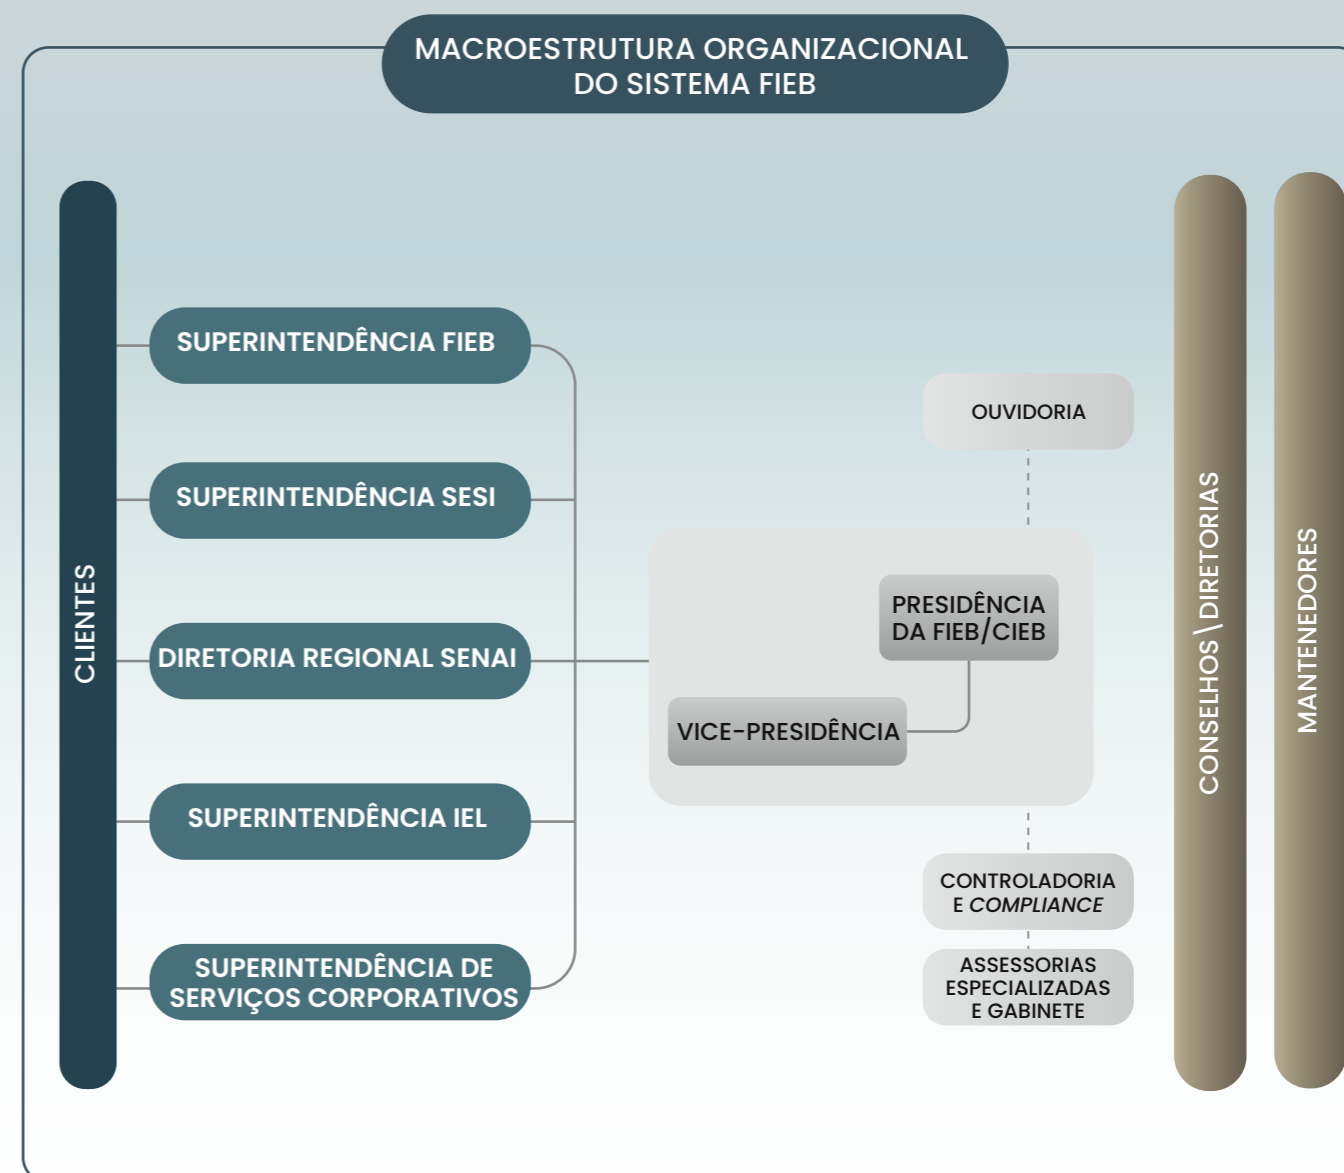 MACROESTRUTURA ORGANIZACIONAL
DO SISTEMA FIEB
CLIENTES
SUPERINTENDÊNCIA FIEB
SUPERINTENDÊNCIA SESI
DIRETORIA REGIONAL SENAI
SUPERINTENDÊNCIA IEL
SUPERINTENDÊNCIA DE
SERVIÇOS CORPORATIVOS
OUVIDORIA
PRESIDÊNCIA
DA FIEB/CIEB
VICE-PRESIDÊNCIA
CONTROLADORIA
E COMPLIANCE
ASSESSORIAS
ESPECIALIZADAS
E GABINETE
CONSELHOS \ DIRETORIAS
MANTENEDORES